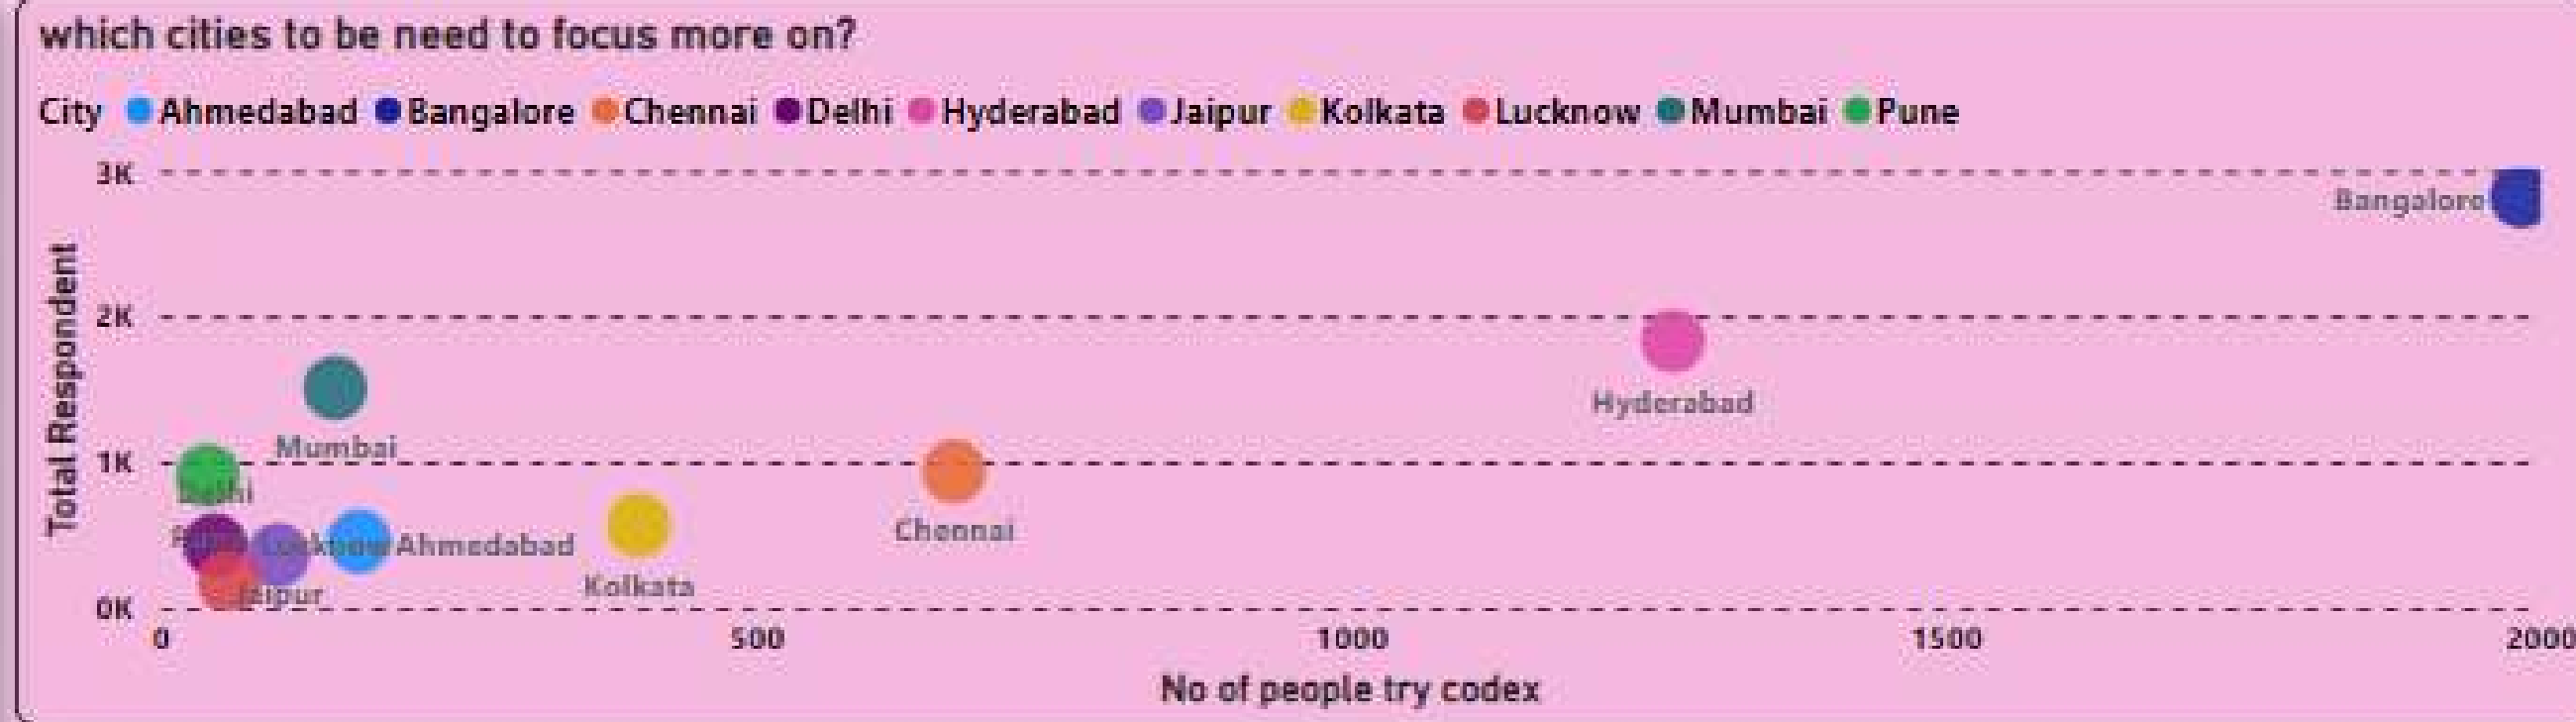 which cities to be need to focus more on?
City Ahmedabad Bangalore Chennai Delhi Hyderabad Jaipur Kolkata Lucknow Mumbai Pune
3K
Bangalore
2K
Hyderabad
Mumbai
1K
Delhi
Chennai
Lucknow Ahmedabad
Kolkata
Jaipur
0K
Total Respondent
0 500 1000 1500 2000
No of people try codex